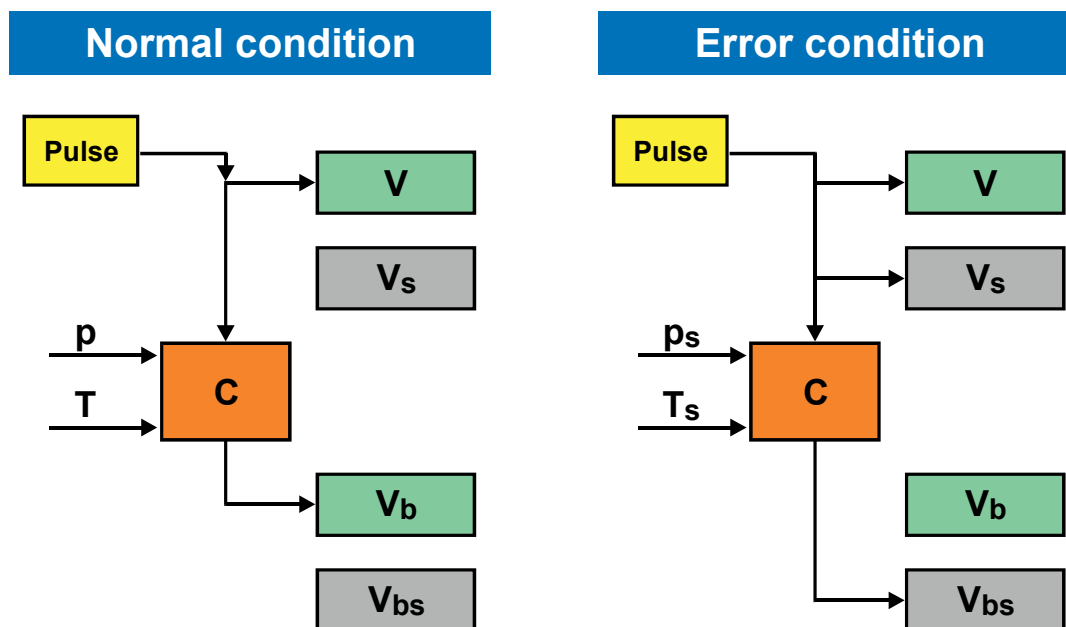 Normal condition
Pulse
V
Vs
p
C
T
Vb
Vbs
Error condition
Pulse
V
Vs
ps
C
Ts
Vb
Vbs